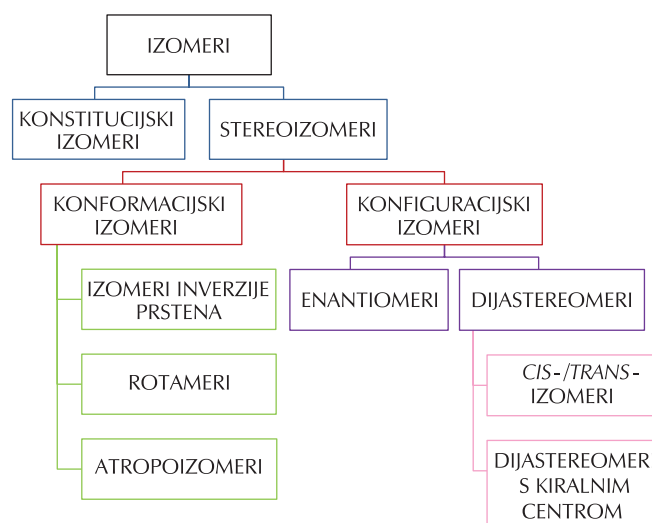 IZOMERI
KONSTITUCIJSKI
IZOMERI
STEREOIZOMERI
KONFORMACIJSKI
IZOMERI
KONFIGURACIJSKI
IZOMERI
IZOMERI INVERZIJE
PRSTENA
ROTAMERI
ATROPOIZOMERI
ENANTIOMERI
DIJASTEREOMERI
CIS-/TRANS-
IZOMERI
DIJASTEREOMER
S KIRALNIM
CENTROM